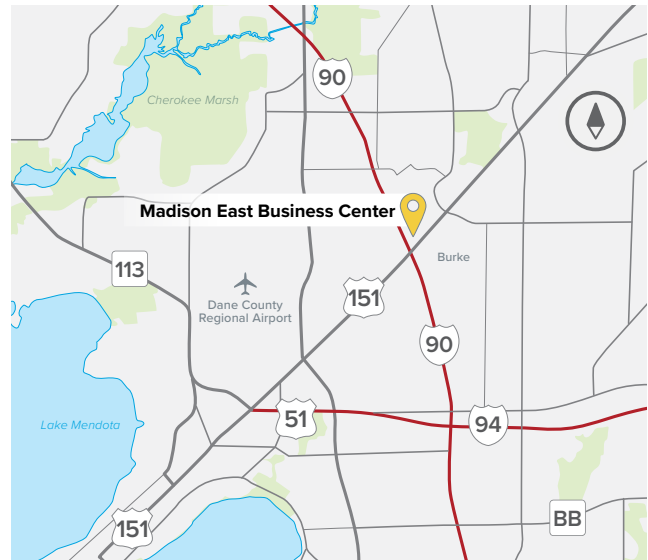 90
Cherokee Marsh
Madison East Business Center
113
Burke
Dane County
Regional Airport
151
90
51
94
Lake Mendota
151
BB